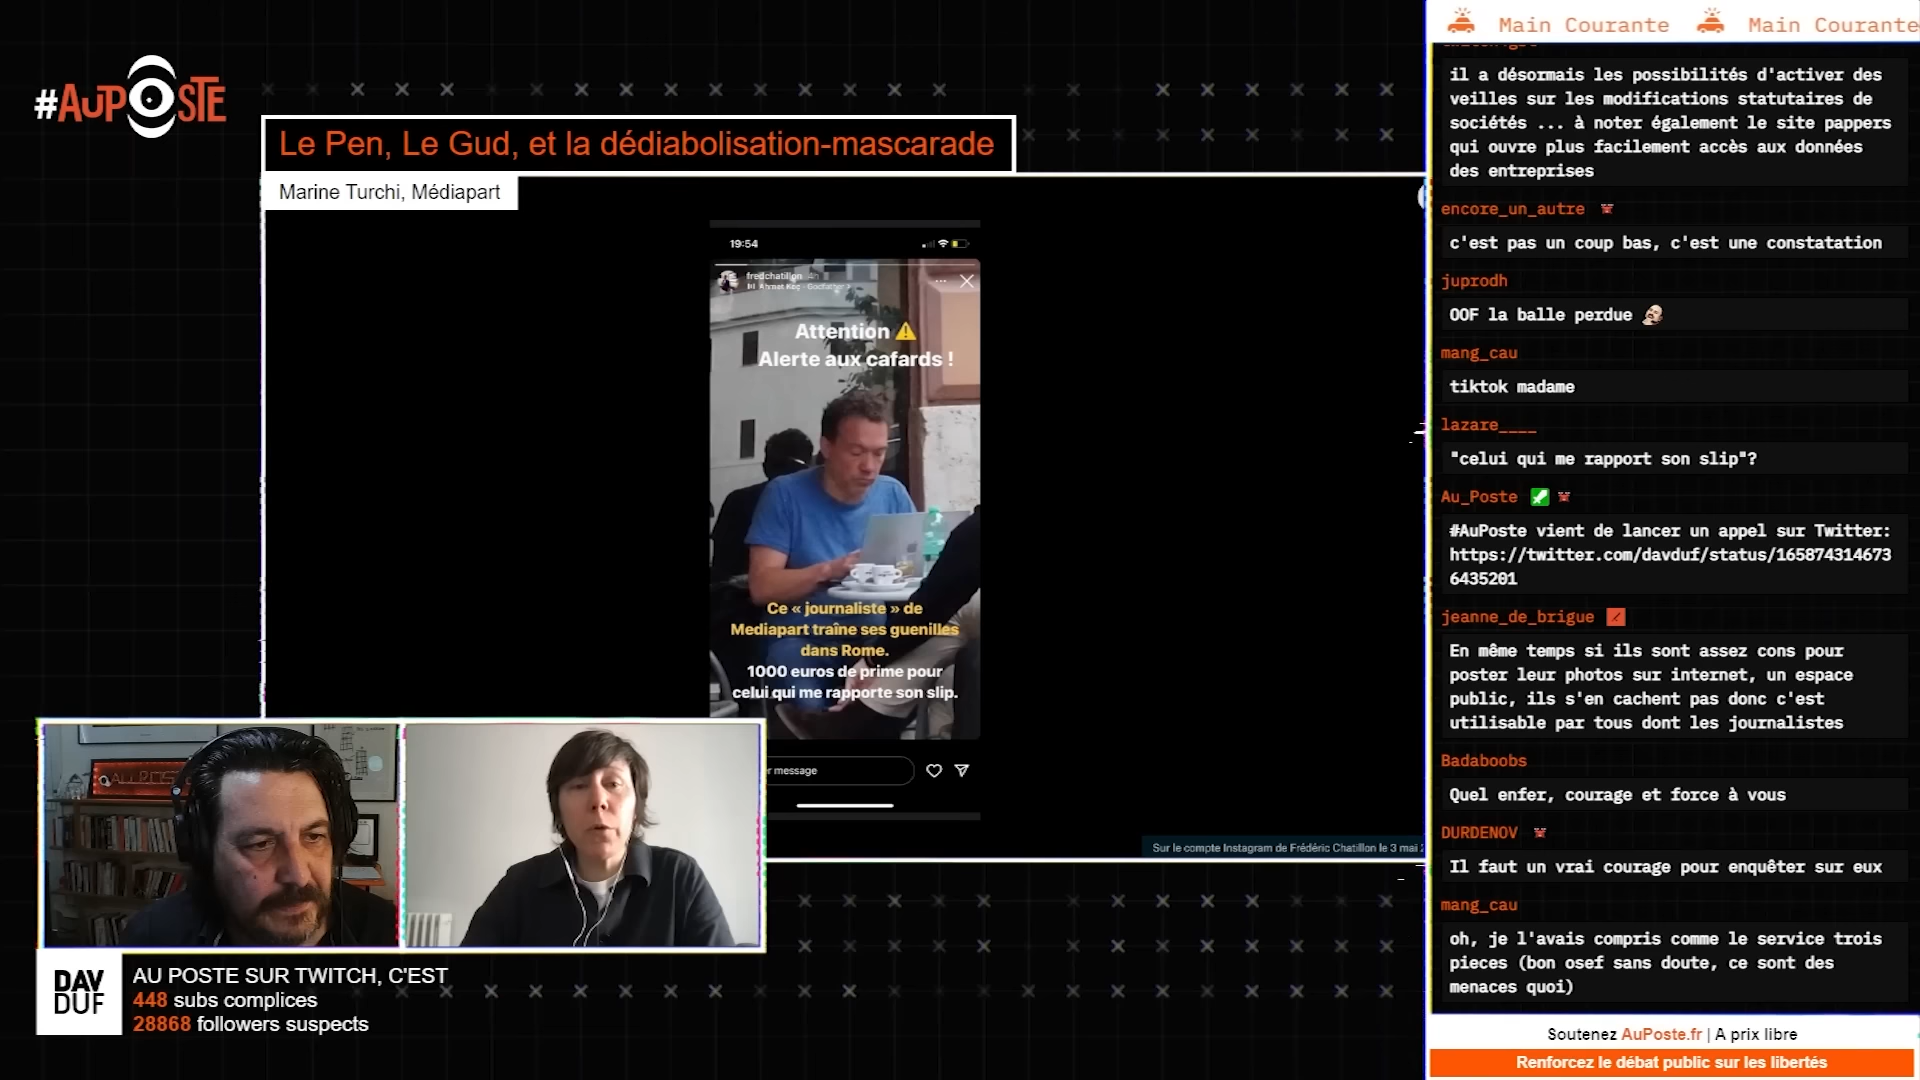 #AuPOSTE
Le Pen, Le Gud, et la dédiabolisation-mascarade
Marine Turchi, Médiapart
19:54
fredchatillon 4h
Ahmet Koç - Godfather >
Attention ⚠️
Alerte aux cafards !
Ce « journaliste » de
Mediapart traîne ses guenilles
dans Rome.
1000 euros de prime pour
celui qui me rapporte son slip.
r message
Sur le compte Instagram de Frédéric Chatillon le 3 mai 2
AU POSTE
DAV
DUF
AU POSTE SUR TWITCH, C'EST
448 subs complices
28868 followers suspects
Main Courante Main Courante
il a désormais les possibilités d'activer des
veilles sur les modifications statutaires de
sociétés ... à noter également le site pappers
qui ouvre plus facilement accès aux données
des entreprises
encore_un_autre
c'est pas un coup bas, c'est une constatation
juprodh
OOF la balle perdue
mang_cau
tiktok madame
lazare____
"celui qui me rapport son slip"?
Au_Poste
#AuPoste vient de lancer un appel sur Twitter:
https://twitter.com/davduf/status/165874314673
6435201
jeanne_de_brigue
En même temps si ils sont assez cons pour
poster leur photos sur internet, un espace
public, ils s'en cachent pas donc c'est
utilisable par tous dont les journalistes
Badaboobs
Quel enfer, courage et force à vous
DURDENOV
Il faut un vrai courage pour enquêter sur eux
mang_cau
oh, je l'avais compris comme le service trois
pieces (bon osef sans doute, ce sont des
menaces quoi)
Soutenez AuPoste.fr | A prix libre
Renforcez le débat public sur les libertés